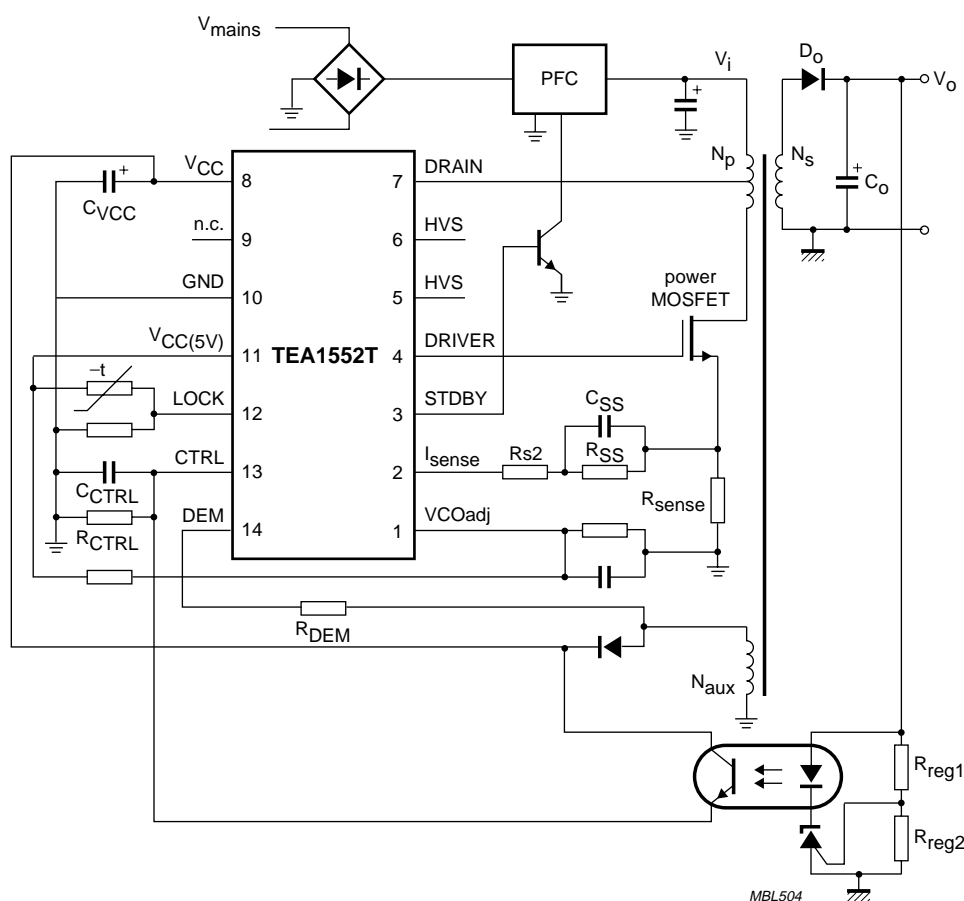 Vmains
PFC
Vi
Do
Vo
Np
Ns
Co
VCC
CVCC
8
7
DRAIN
n.c.
9
6
HVS
GND
10
5
HVS
power
MOSFET
VCC(5V)
11
TEA1552T
4
DRIVER
–t
LOCK
12
3
STDBY
CSS
CTRL
13
2
Isense
Rs2
RSS
CCTRL
Rsense
DEM
14
1
VCOadj
RCTRL
RDEM
Naux
Rreg1
Rreg2
MBL504
+
+
+